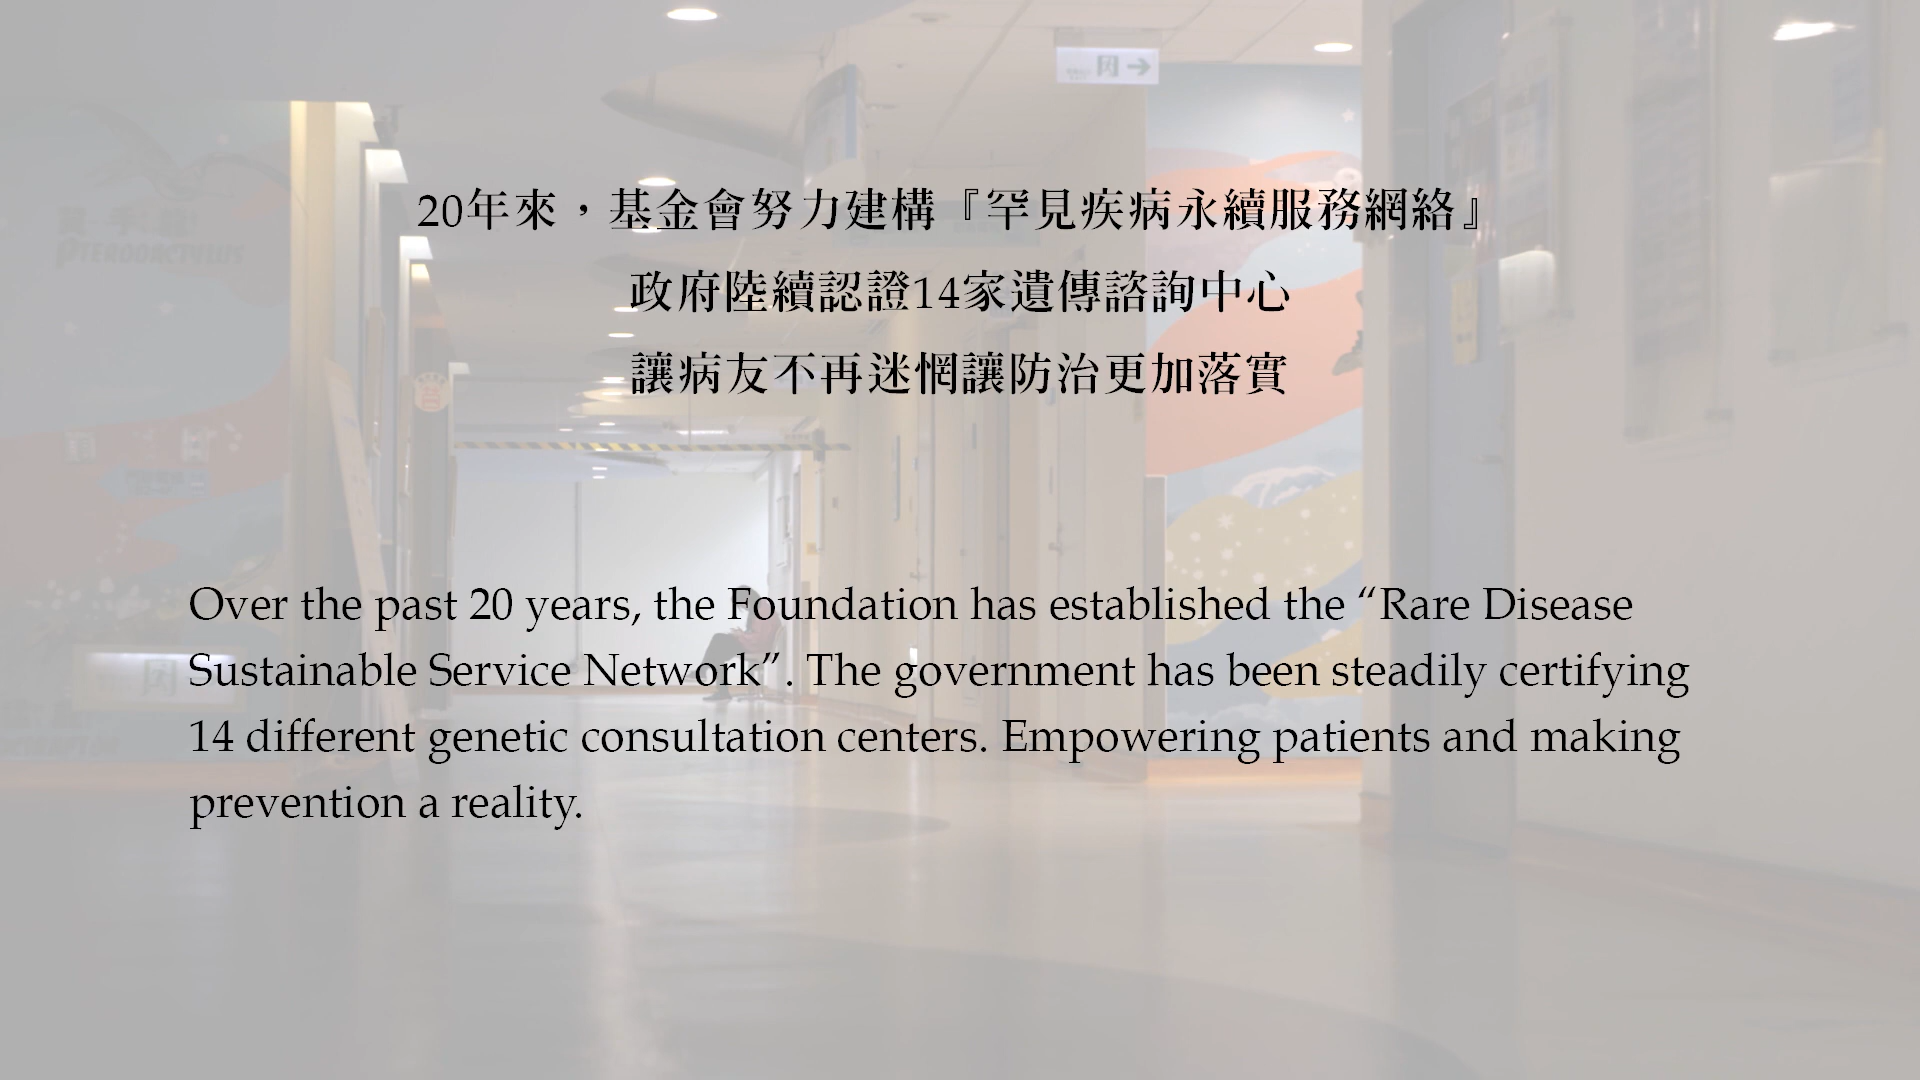 20年來，基金會努力建構『罕見疾病永續服務網絡』
政府陸續認證14家遺傳諮詢中心
讓病友不再迷惘讓防治更加落實
Over the past 20 years, the Foundation has established the “Rare Disease
Sustainable Service Network”. The government has been steadily certifying
14 different genetic consultation centers. Empowering patients and making
prevention a reality.
PTERODACTYLUS